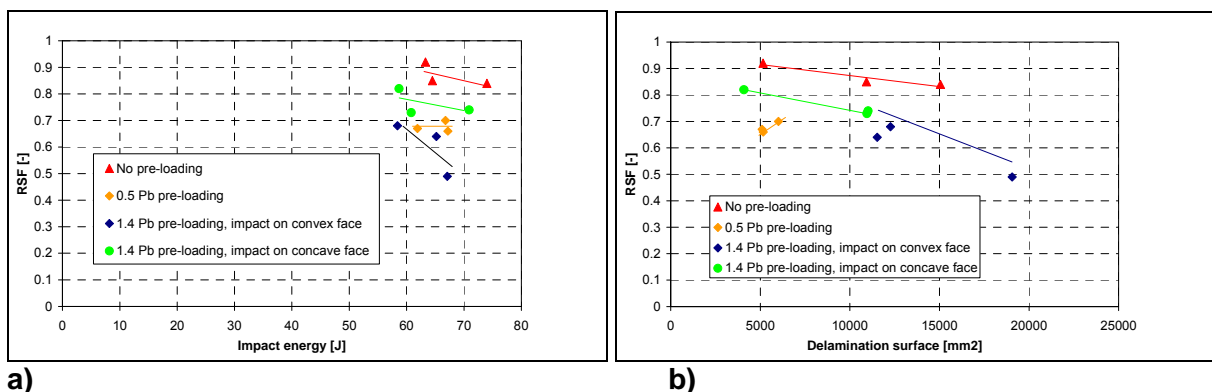 1
0.9
0.8
0.7
0.6
0.5
0.4
0.3
0.2
0.1
0
RSF [-]
No pre-loading
0.5 Pb pre-loading
1.4 Pb pre-loading, impact on convex face
1.4 Pb pre-loading, impact on concave face
0 10 20 30 40 50 60 70 80
Impact energy [J]
a)
1
0.9
0.8
0.7
0.6
0.5
0.4
0.3
0.2
0.1
0
RSF [-]
No pre-loading
0.5 Pb pre-loading
1.4 Pb pre-loading, impact on convex face
1.4 Pb pre-loading, impact on concave face
0 5000 10000 15000 20000 25000
Delamination surface [mm2]
b)